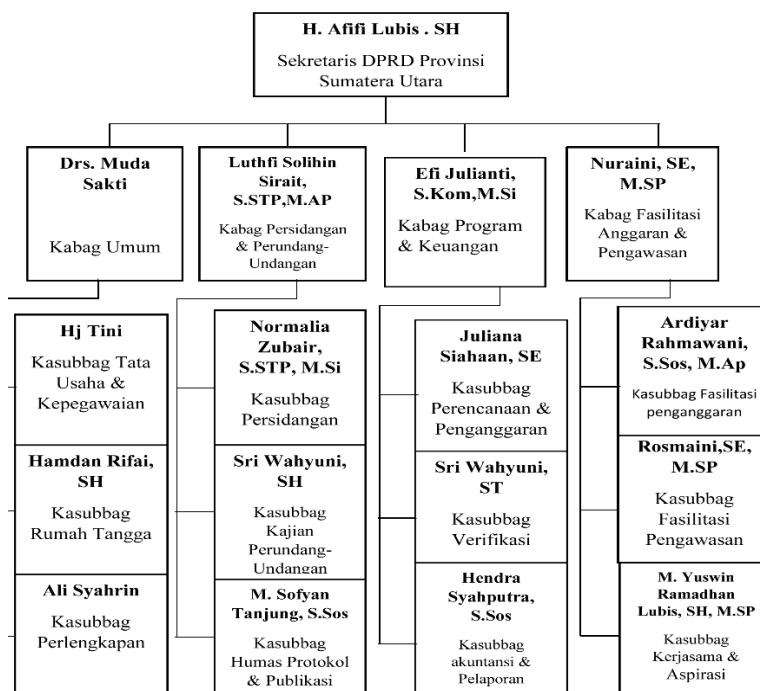 H. Afifi Lubis . SH
Sekretaris DPRD Provinsi
Sumatera Utara
Drs. Muda
Sakti
Kabag Umum
Luthfi Solihin
Sirait,
S.STP,M.AP
Kabag Persidangan
& Perundang-
Undangan
Efi Julianti,
S.Kom,M.Si
Kabag Program
& Keuangan
Nuraini, SE,
M.SP
Kabag Fasilitasi
Anggaran &
Pengawasan
Hj Tini
Kasubbag Tata
Usaha &
Kepegawaian
Hamdan Rifai,
SH
Kasubbag
Rumah Tangga
Ali Syahrin
Kasubbag
Perlengkapan
Normalia
Zubair,
S.STP, M.Si
Kasubbag
Persidangan
Sri Wahyuni,
SH
Kasubbag
Kajian
Perundang-
Undangan
M. Sofyan
Tanjung, S.Sos
Kasubbag
Humas Protokol
& Publikasi
Juliana
Siahaan, SE
Kasubbag
Perencanaan &
Penganggaran
Sri Wahyuni,
ST
Kasubbag
Verifikasi
Hendra
Syahputra,
S.Sos
Kasubbag
akuntansi &
Pelaporan
Ardiyar
Rahmawani,
S.Sos, M.Ap
Kasubbag Fasilitasi
penganggaran
Rosmaini,SE,
M.SP
Kasubbag
Fasilitasi
Pengawasan
M. Yuswin
Ramadhan
Lubis, SH, M.SP
Kasubbag
Kerjasama &
Aspirasi